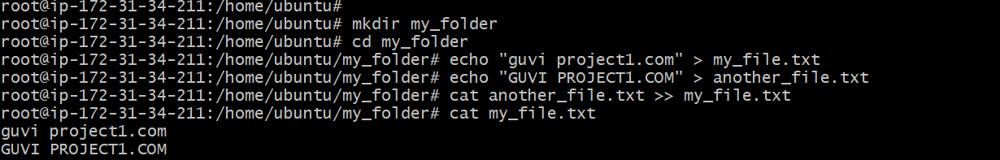 root@ip-172-31-34-211:/home/ubuntu#
root@ip-172-31-34-211:/home/ubuntu# mkdir my_folder
root@ip-172-31-34-211:/home/ubuntu# cd my_folder
root@ip-172-31-34-211:/home/ubuntu/my_folder# echo "guvi project1.com" > my_file.txt
root@ip-172-31-34-211:/home/ubuntu/my_folder# echo "GUVI PROJECT1.COM" > another_file.txt
root@ip-172-31-34-211:/home/ubuntu/my_folder# cat another_file.txt >> my_file.txt
root@ip-172-31-34-211:/home/ubuntu/my_folder# cat my_file.txt
guvi project1.com
GUVI PROJECT1.COM